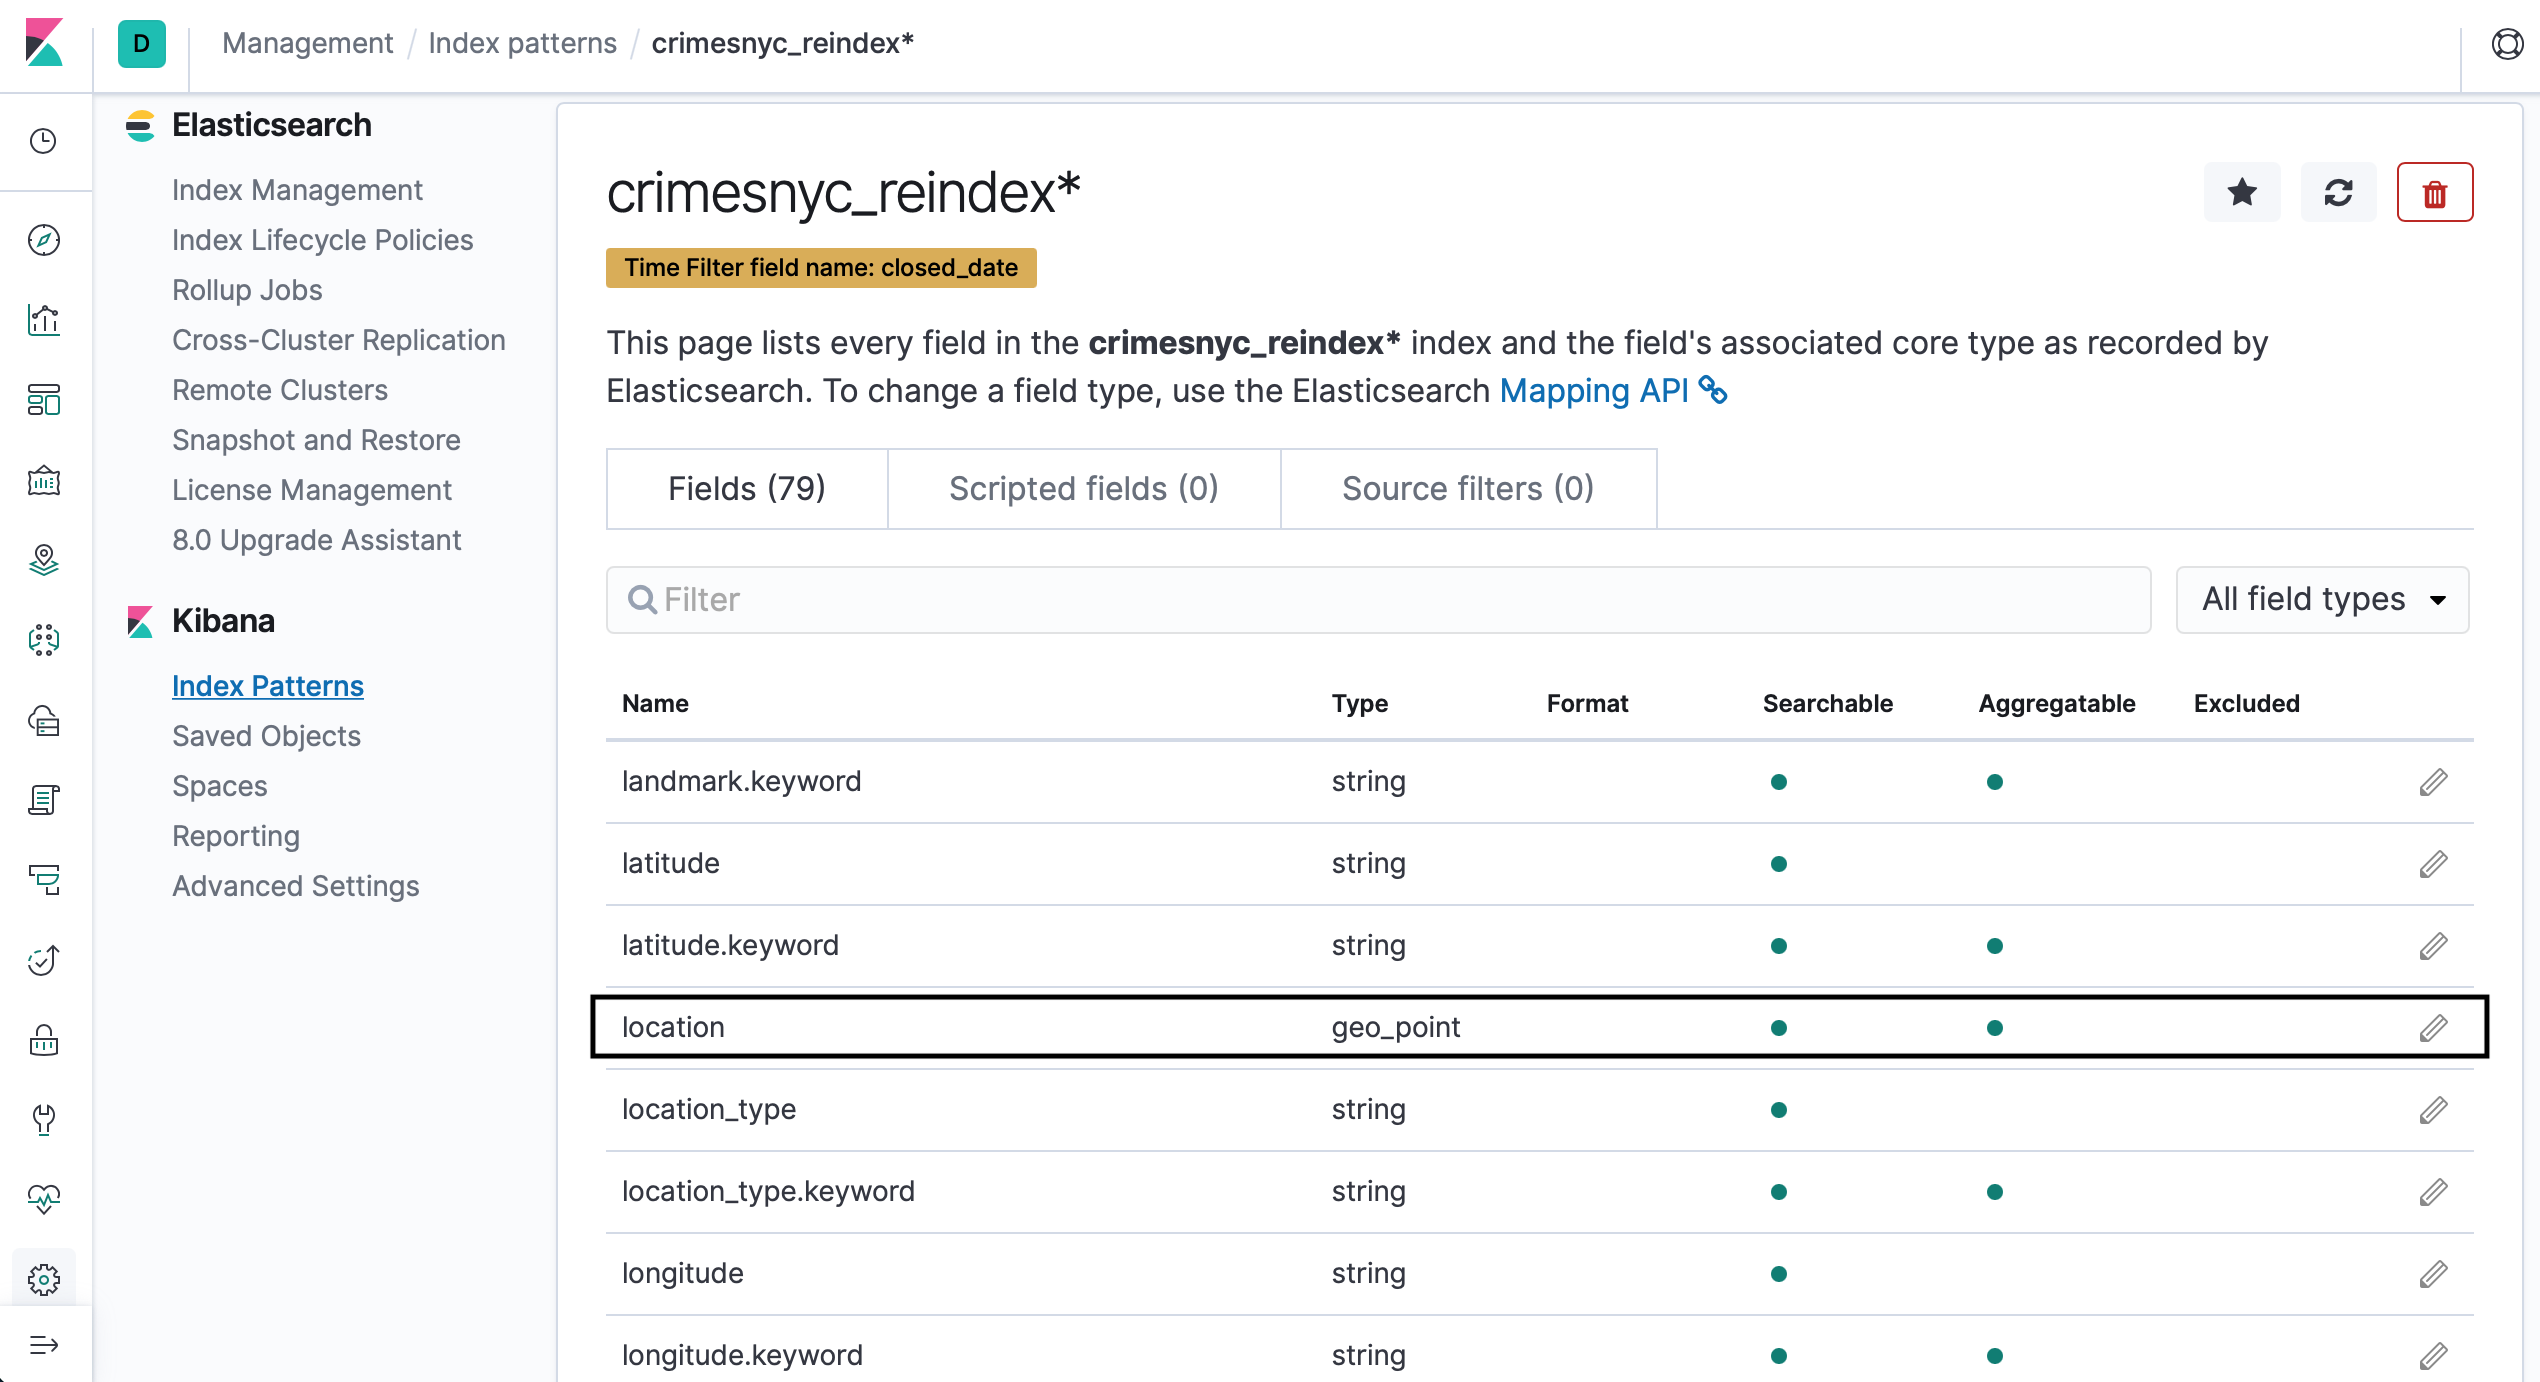 D
Management / Index patterns / crimesnyc_reindex*
Elasticsearch
Index Management
Index Lifecycle Policies
Rollup Jobs
Cross-Cluster Replication
Remote Clusters
Snapshot and Restore
License Management
8.0 Upgrade Assistant
Kibana
Index Patterns
Saved Objects
Spaces
Reporting
Advanced Settings
crimesnyc_reindex*
Time Filter field name: closed_date
This page lists every field in the crimesnyc_reindex* index and the field's associated core type as recorded by
Elasticsearch. To change a field type, use the Elasticsearch Mapping API
Fields (79) Scripted fields (0) Source filters (0)
Filter All field types
Name Type Format Searchable Aggregatable Excluded
landmark.keyword string
latitude string
latitude.keyword string
location geo_point
location_type string
location_type.keyword string
longitude string
longitude.keyword string